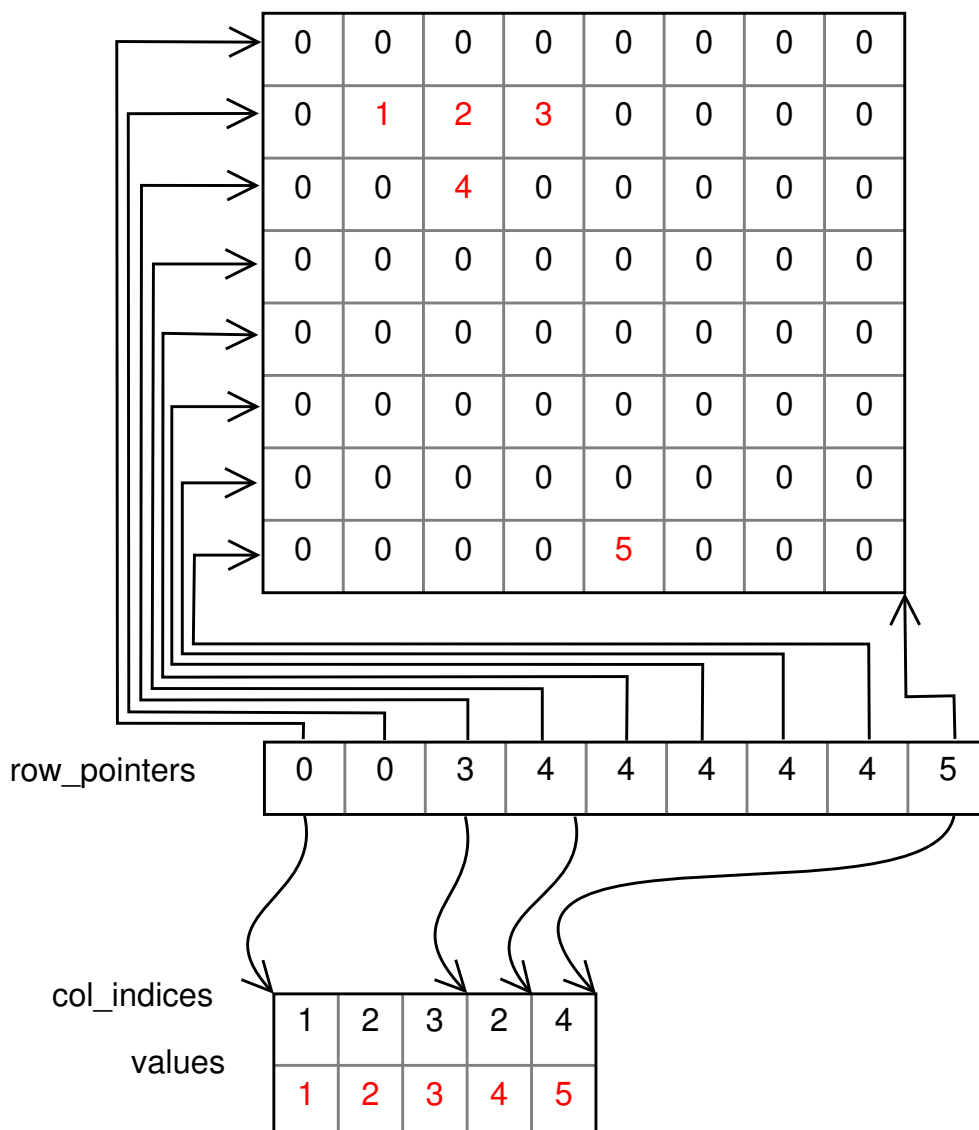 0 0 0 0 0 0 0 0
0 1 2 3 0 0 0 0
0 0 4 0 0 0 0 0
0 0 0 0 0 0 0 0
0 0 0 0 0 0 0 0
0 0 0 0 0 0 0 0
0 0 0 0 0 0 0 0
0 0 0 0 5 0 0 0
row_pointers 0 0 3 4 4 4 4 4 5
col_indices 1 2 3 2 4
values 1 2 3 4 5